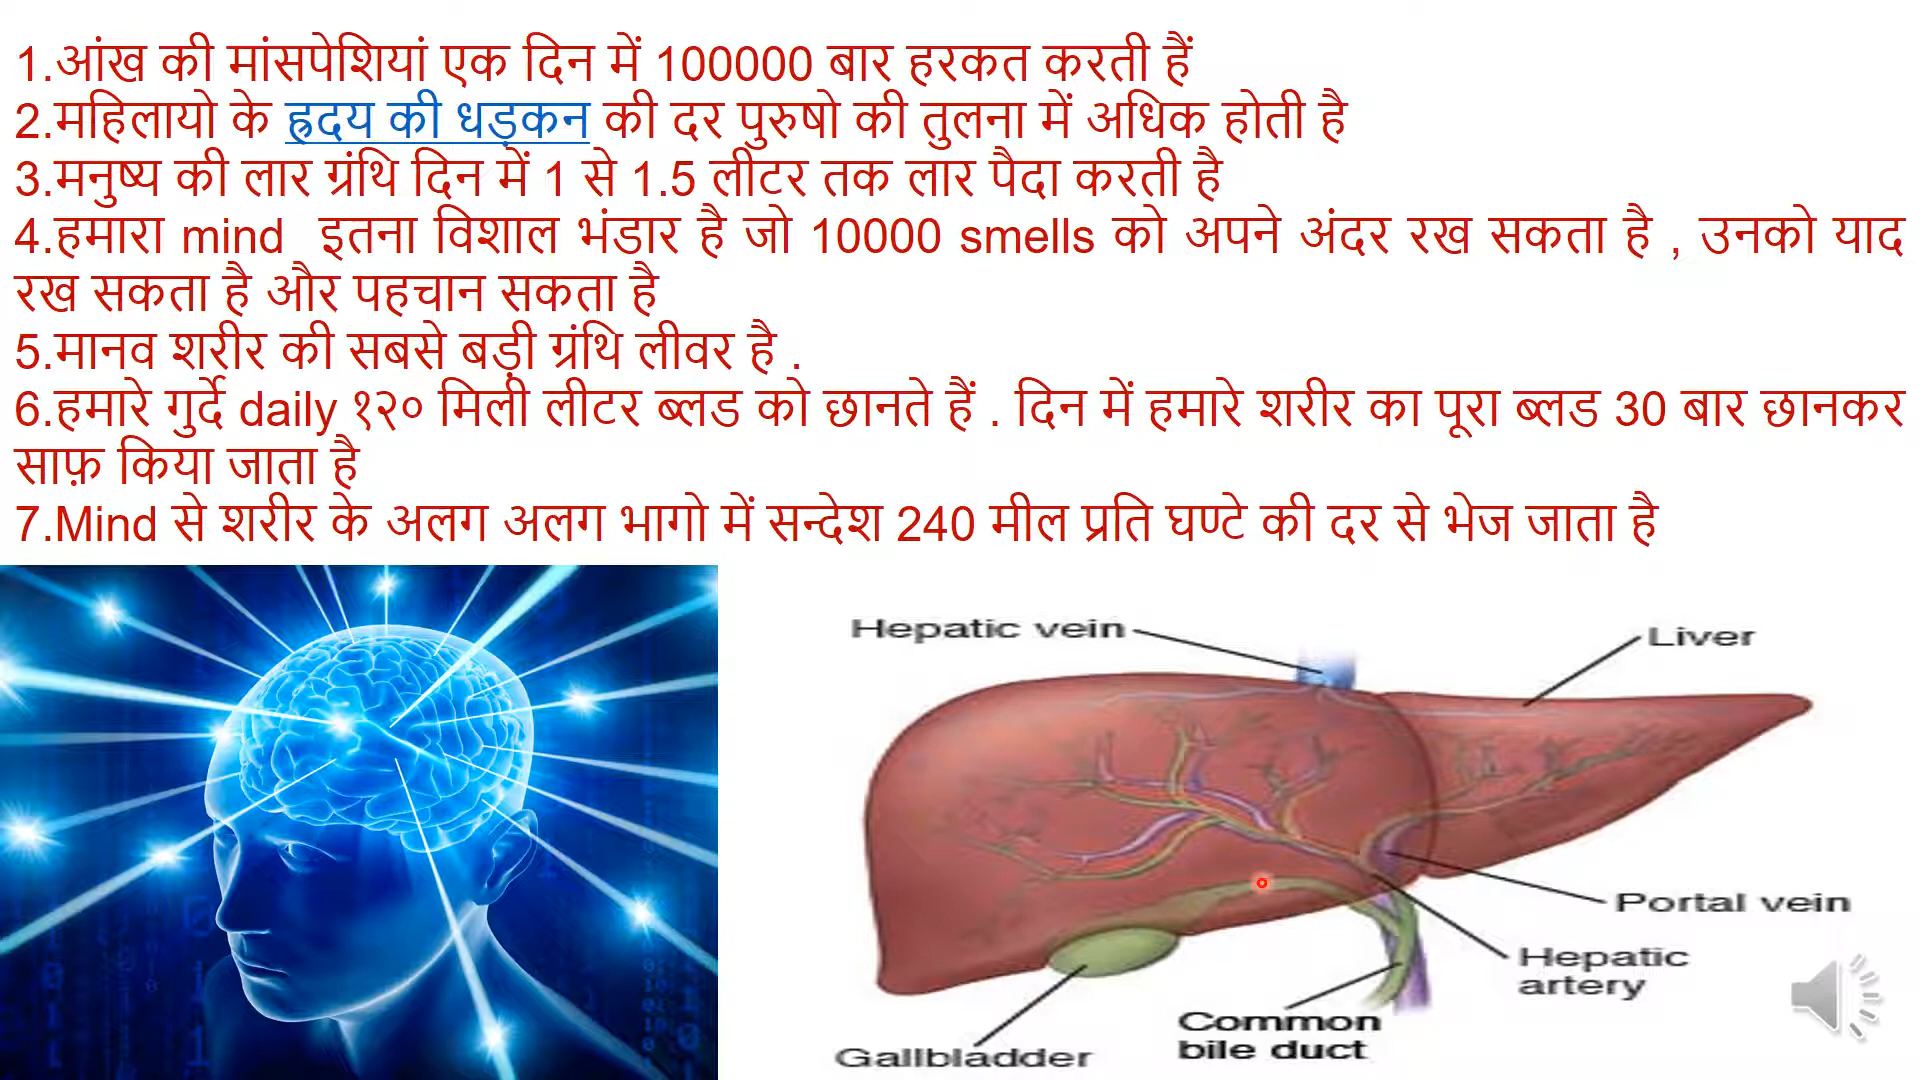 1.आंख की मांसपेशियां एक दिन में 100000 बार हरकत करती हैं
2.महिलायो के ह्रदय की धड़कन की दर पुरुषो की तुलना में अधिक होती है
3.मनुष्य की लार ग्रंथि दिन में 1 से 1.5 लीटर तक लार पैदा करती है
4.हमारा mind इतना विशाल भंडार है जो 10000 smells को अपने अंदर रख सकता है , उनको याद
रख सकता है और पहचान सकता है
5.मानव शरीर की सबसे बड़ी ग्रंथि लीवर है .
6.हमारे गुर्दे daily १२० मिली लीटर ब्लड को छानते हैं . दिन में हमारे शरीर का पूरा ब्लड 30 बार छानकर
साफ़ किया जाता है
7.Mind से शरीर के अलग अलग भागो में सन्देश 240 मील प्रति घण्टे की दर से भेज जाता है
Hepatic vein
Liver
Portal vein
Hepatic
artery
Common
bile duct
Gallbladder